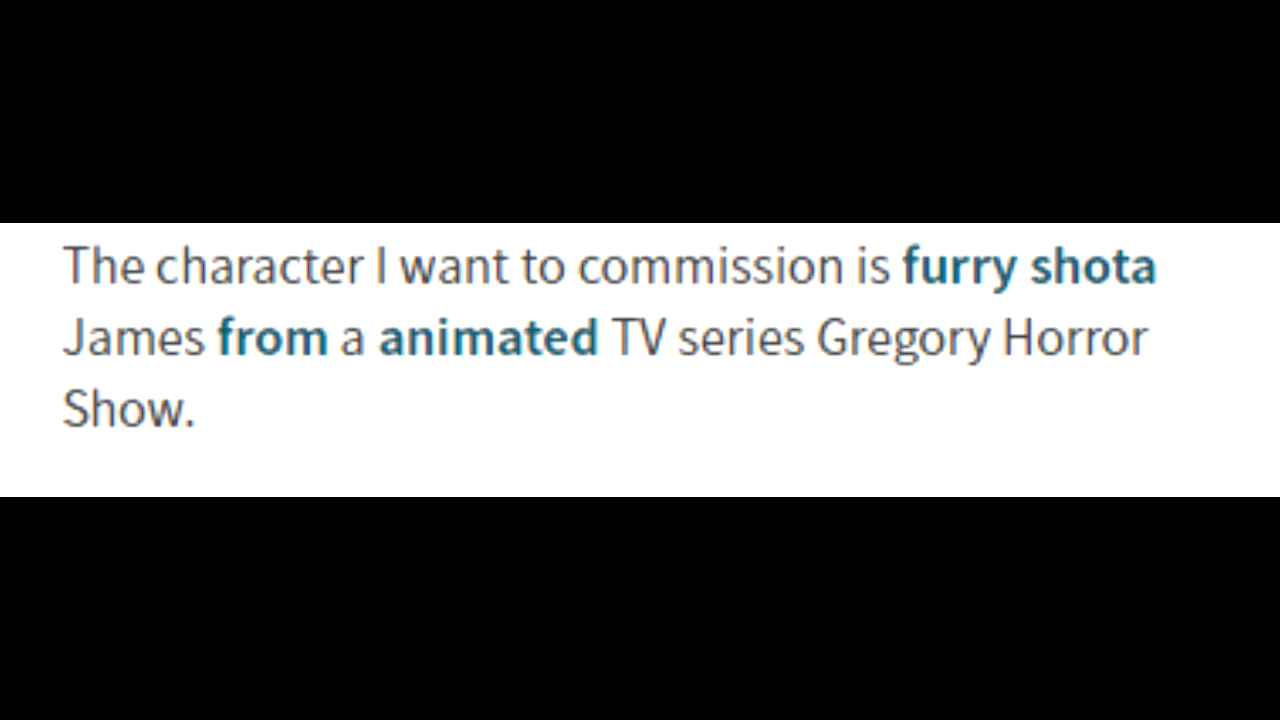 The character I want to commission is furry shota
James from a animated TV series Gregory Horror
Show.